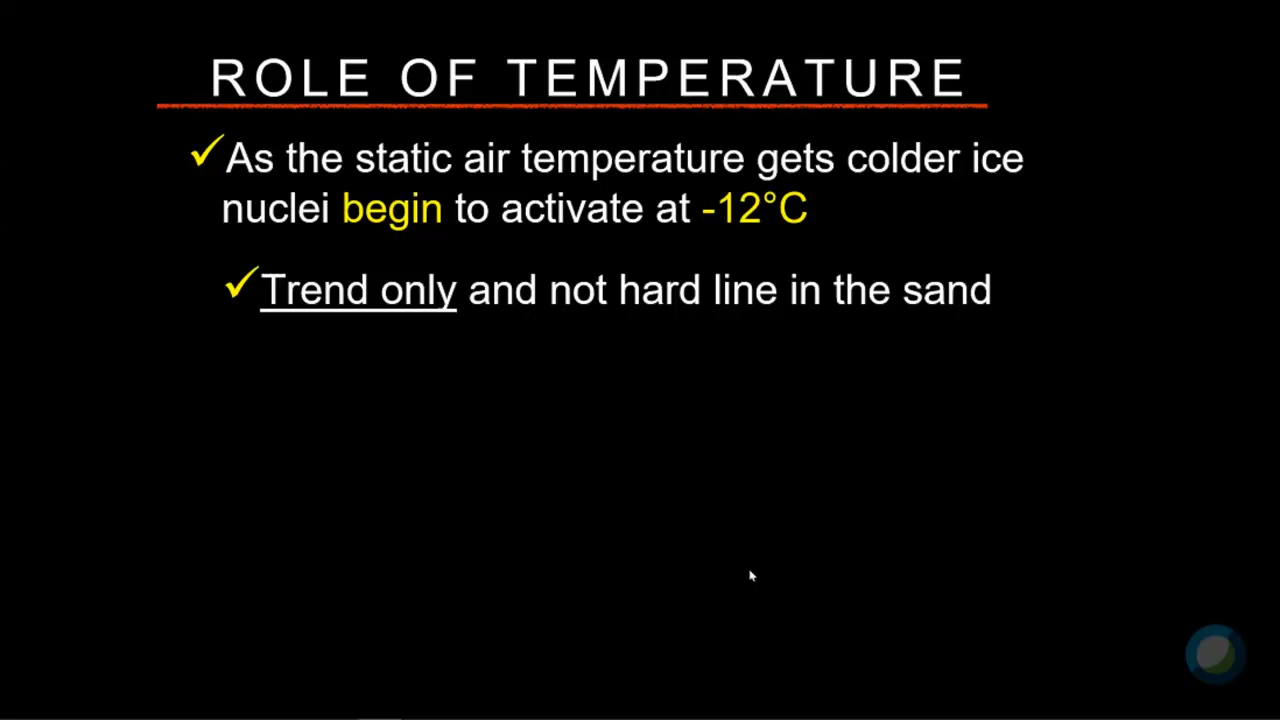 ROLE OF TEMPERATURE
✓As the static air temperature gets colder ice
nuclei begin to activate at -12°C
✓Trend only and not hard line in the sand